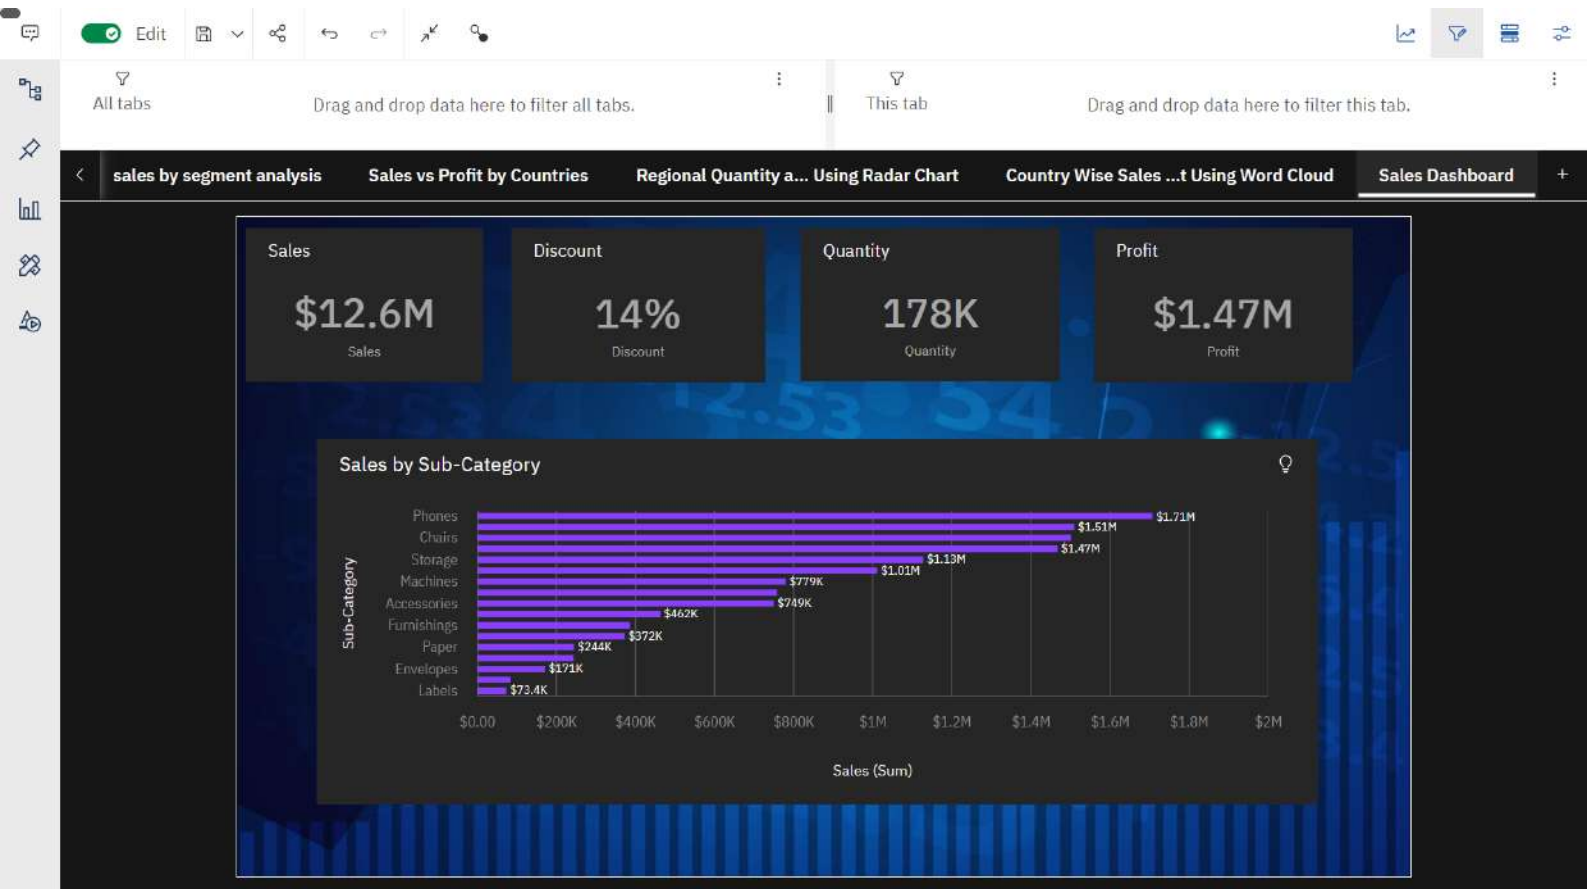 Edit
All tabs
Drag and drop data here to filter all tabs.
This tab
Drag and drop data here to filter this tab.
sales by segment analysis
Sales vs Profit by Countries
Regional Quantity a... Using Radar Chart
Country Wise Sales ...t Using Word Cloud
Sales Dashboard
+
Sales
$12.6M
Sales
Discount
14%
Discount
Quantity
178K
Quantity
Profit
$1.47M
Profit
12.53
54.12
Sales by Sub-Category
Sub-Category
Phones
$1.71M
$1.51M
Chairs
$1.47M
Storage
$1.13M
$1.01M
Machines
$779K
Accessories
$749K
$462K
Furnishings
$372K
Paper
$244K
Envelopes
$171K
Labels
$73.4K
$0.00
$200K
$400K
$600K
$800K
$1M
$1.2M
$1.4M
$1.6M
$1.8M
$2M
Sales (Sum)